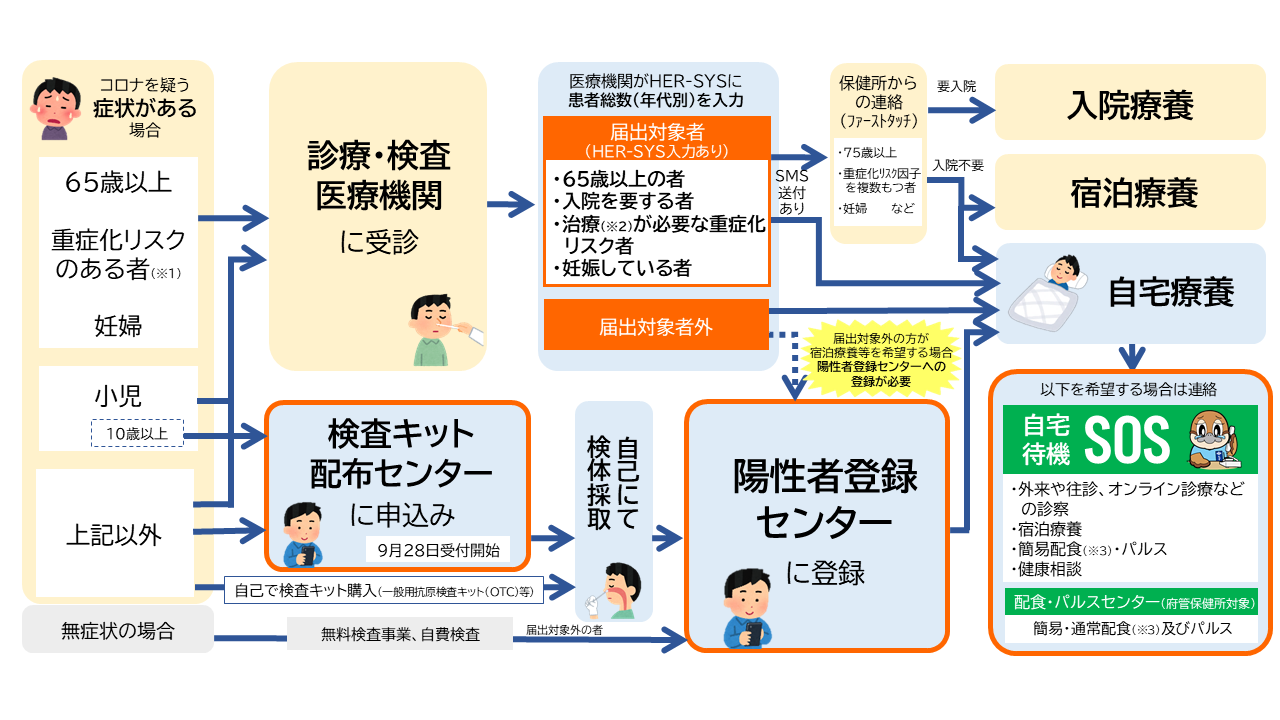 コロナを疑う
症状がある
場合
65歳以上
重症化リスク
のある者(※1)
妊婦
小児
10歳以上
上記以外
無症状の場合
診療・検査
医療機関
に受診
検査キット
配布センター
に申込み
9月28日受付開始
自己で検査キット購入(一般用抗原検査キット(OTC)等)
無料検査事業、自費検査
届出対象外の者
医療機関がHER-SYSに
患者総数(年代別)を入力
届出対象者
(HER-SYS入力あり)
・65歳以上の者
・入院を要する者
・治療(※2)が必要な重症化
リスク者
・妊娠している者
届出対象者外
SMS
送付
あり
自己にて
検体採取
届出対象外の方が
宿泊療養等を希望する場合
陽性者登録センターへの
登録が必要
陽性者登録
センター
に登録
保健所から
の連絡
(ﾌｧｰｽﾄﾀｯﾁ)
・75歳以上
・重症化ﾘｽｸ因子
を複数もつ者
・妊婦　など
要入院
入院不要
入院療養
宿泊療養
自宅療養
以下を希望する場合は連絡
自宅
待機
SOS
・外来や往診、オンライン診療など
の診察
・宿泊療養
・簡易配食(※3)・パルス
・健康相談
配食・パルスセンター(府管保健所対象)
簡易・通常配食(※3)及びパルス